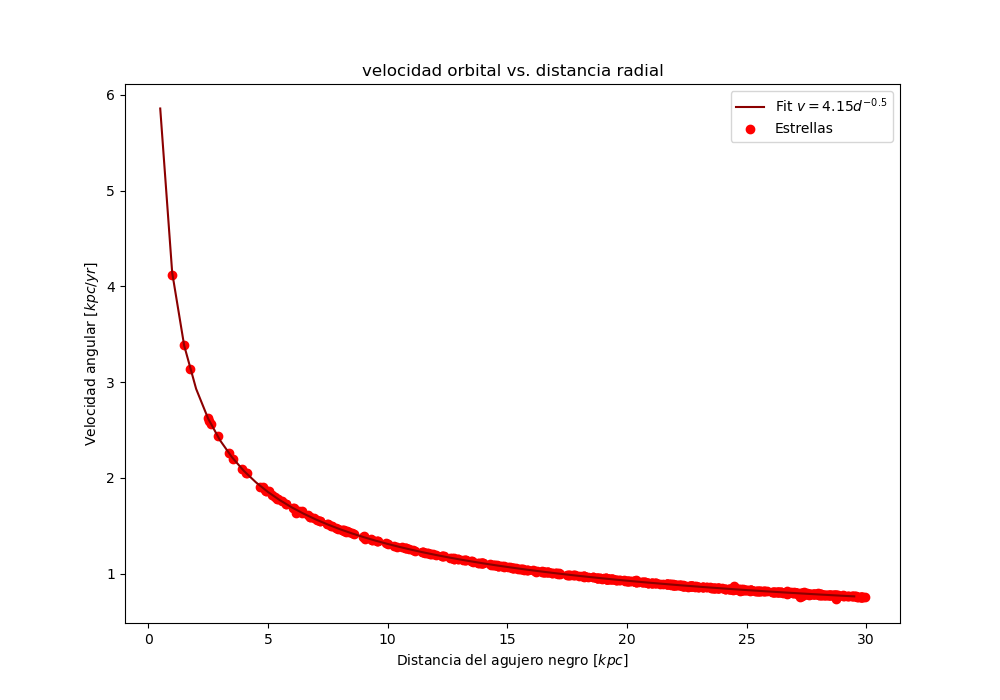 velocidad orbital vs. distancia radial
Fit v = 4.15d^{-0.5}
Estrellas
Velocidad angular [kpc/yr]
6
5
4
3
2
1
0 5 10 15 20 25 30
Distancia del agujero negro [kpc]